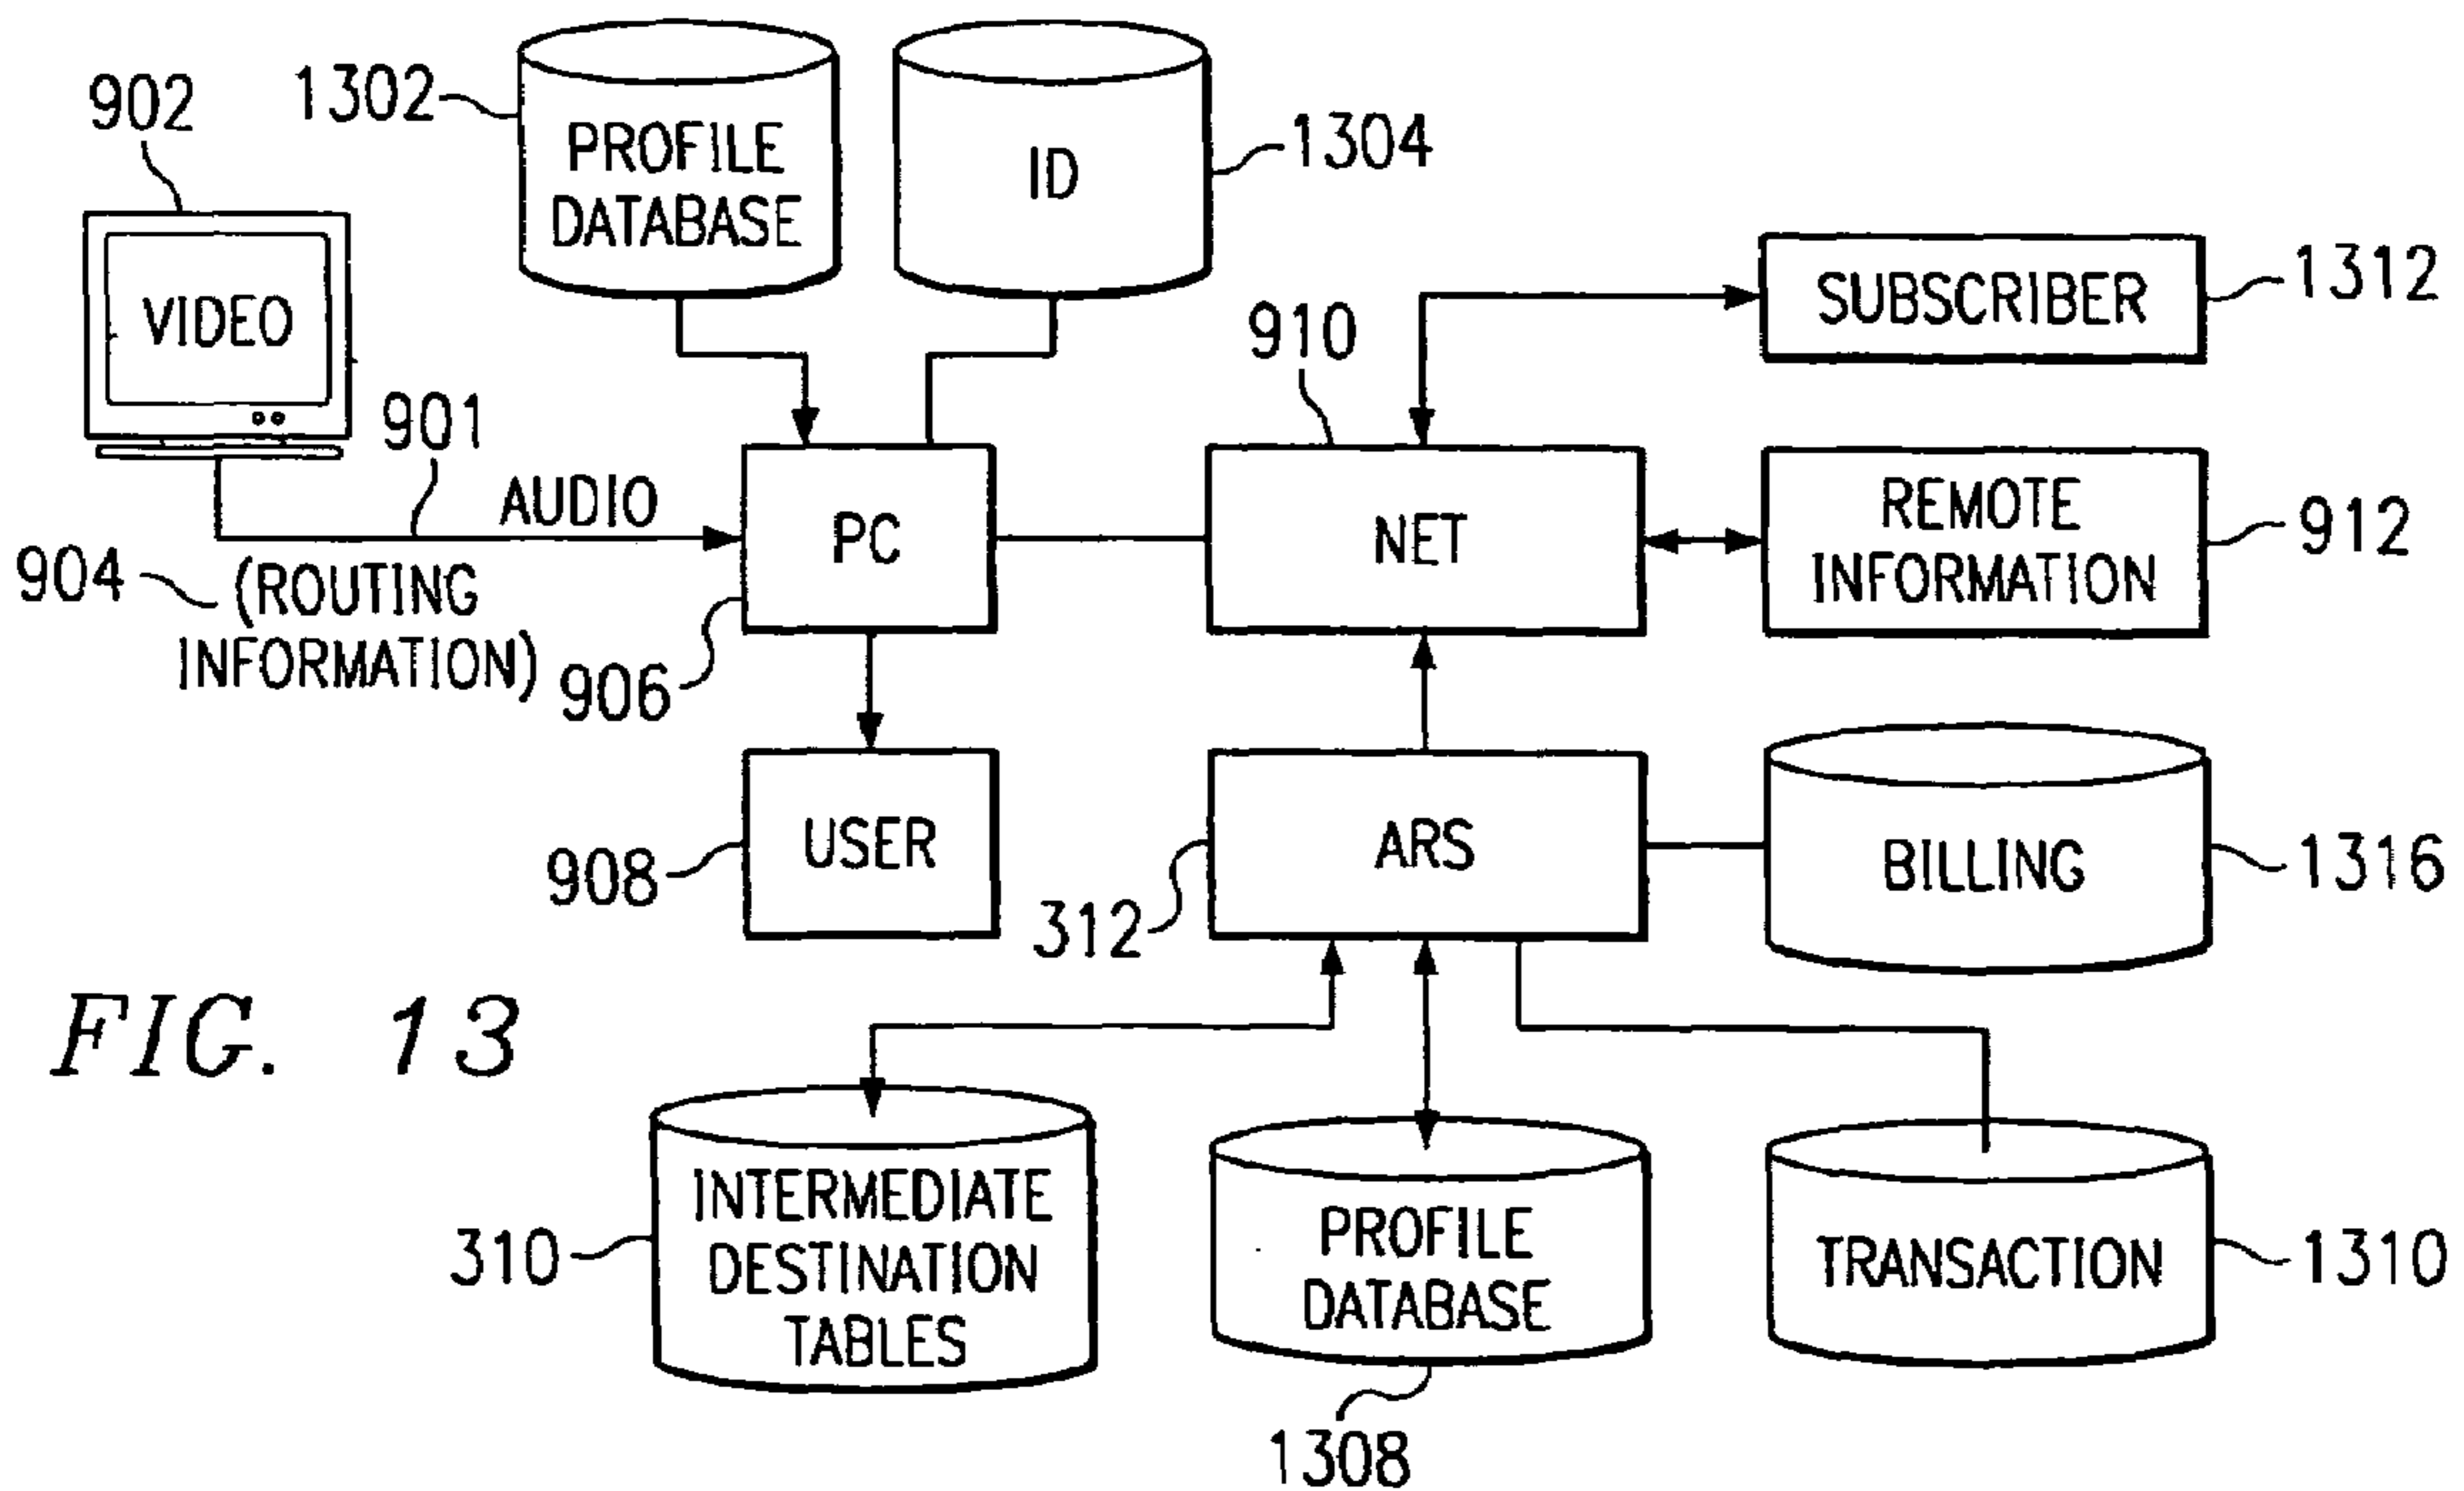 902
1302
PROFILE
DATABASE
ID
1304
VIDEO
901
AUDIO
904
(ROUTING
INFORMATION)
906
PC
910
NET
SUBSCRIBER
1312
REMOTE
INFORMATION
912
908
USER
312
ARS
BILLING
1316
FIG. 13
310
INTERMEDIATE
DESTINATION
TABLES
PROFILE
DATABASE
1308
TRANSACTION
1310